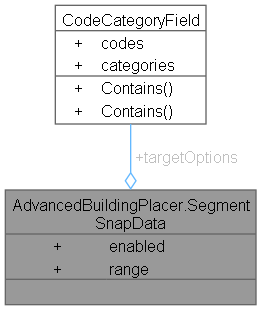 CodeCategoryField
+ codes
+ categories
+ Contains()
+ Contains()
+targetOptions
AdvancedBuildingPlacer.Segment
SnapData
+ enabled
+ range